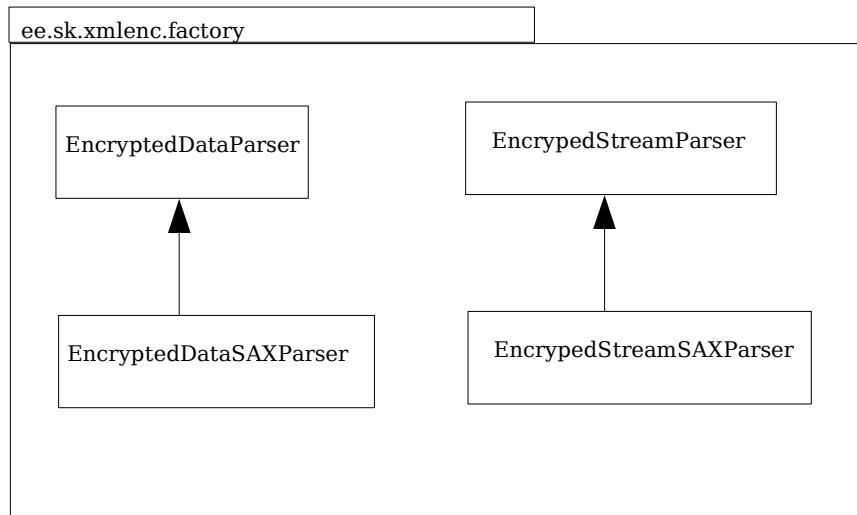 ee.sk.xmlenc.factory
EncryptedDataParser
EncrypedStreamParser
EncryptedDataSAXParser
EncrypedStreamSAXParser